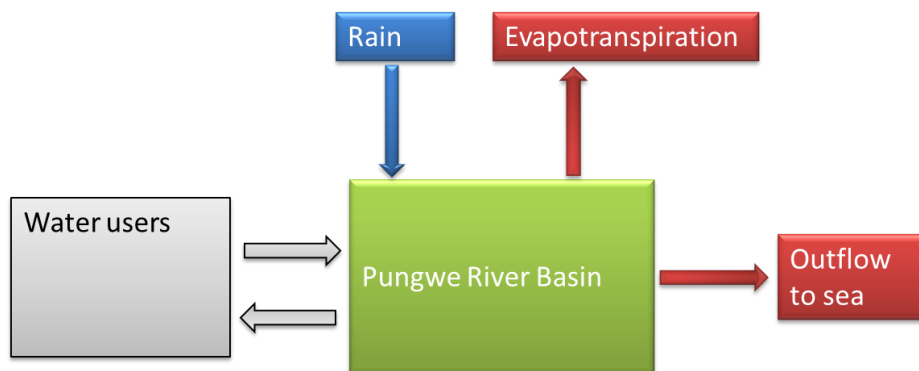 Rain
Evapotranspiration
Water users
Pungwe River Basin
Outflow
to sea